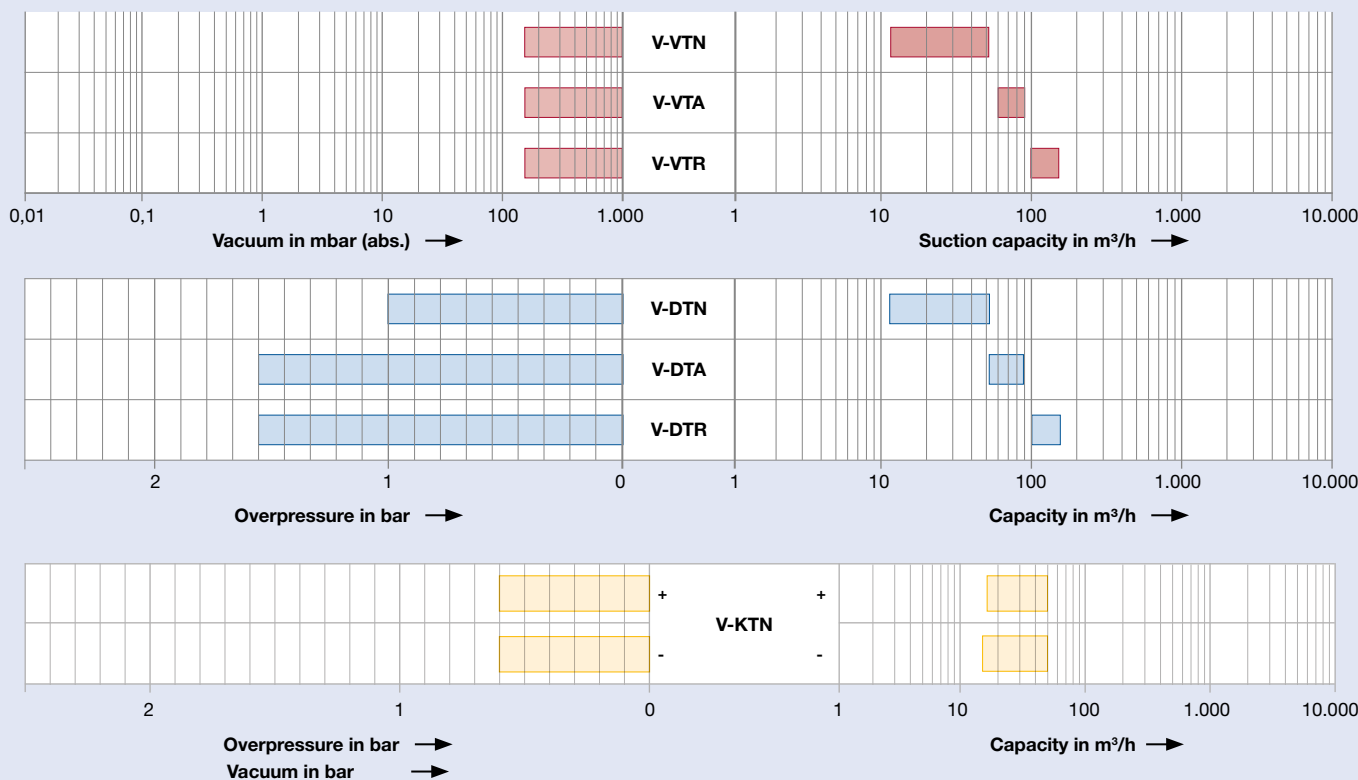 V-VTN
V-VTA
V-VTR
0,01 0,1 1 10 100 1.000 1 10 100 1.000 10.000
Vacuum in mbar (abs.) → Suction capacity in m³/h →
V-DTN
V-DTA
V-DTR
2 1 0 1 10 100 1.000 10.000
Overpressure in bar → Capacity in m³/h →
+ +
V-KTN
- -
2 1 0 1 10 100 1.000 10.000
Overpressure in bar → Capacity in m³/h →
Vacuum in bar →